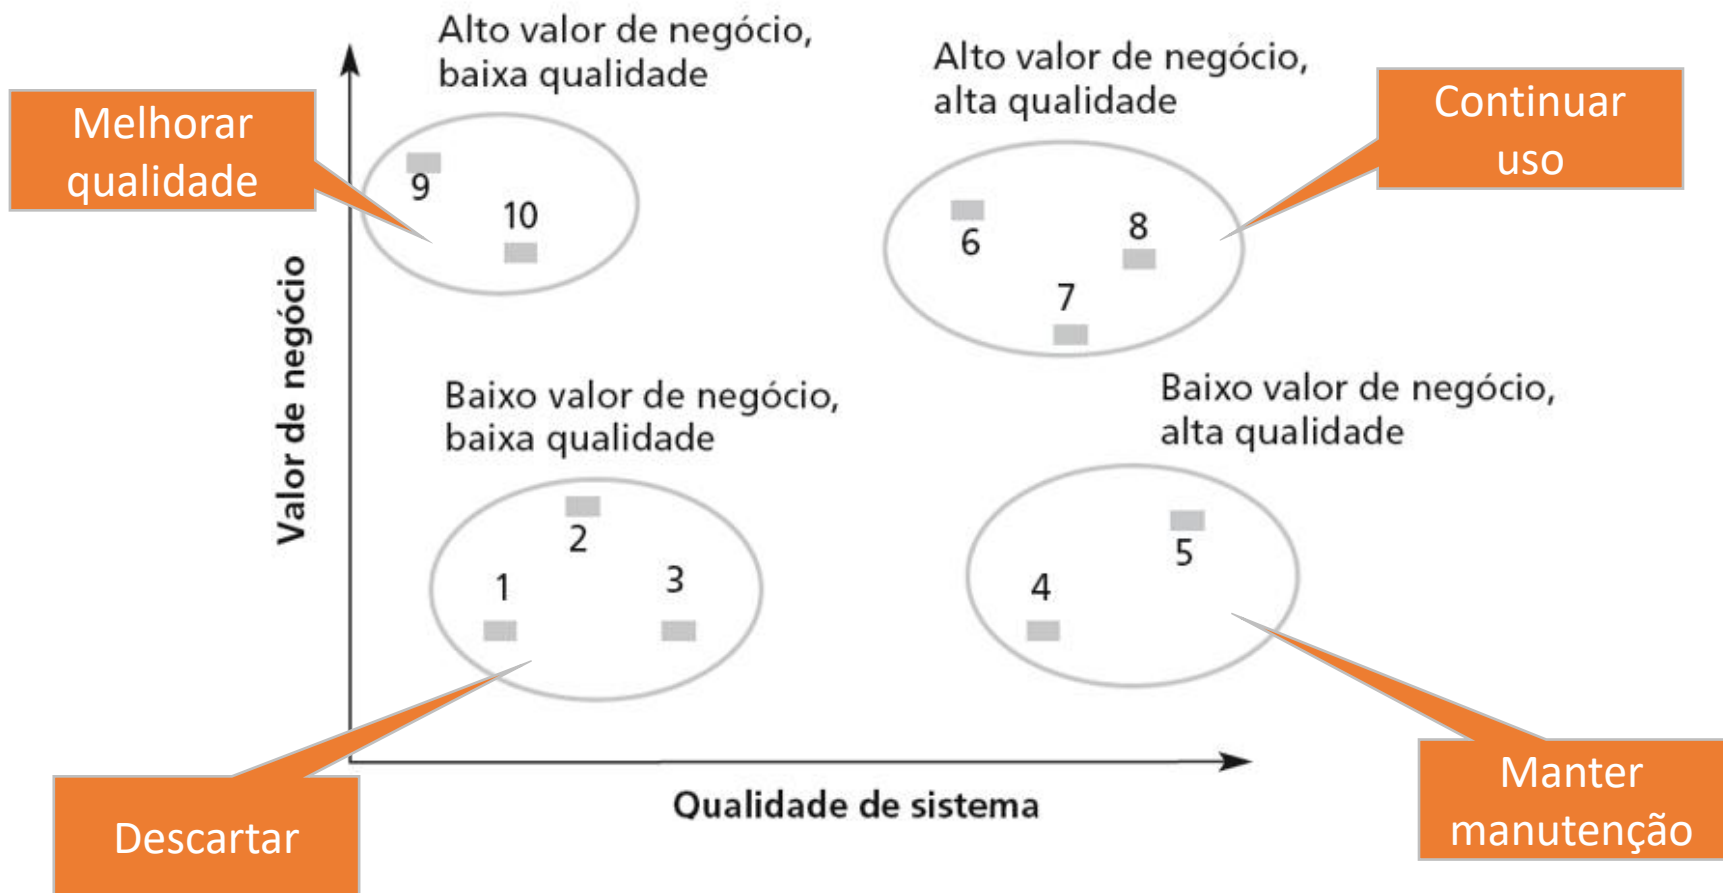 Alto valor de negócio,
baixa qualidade
Alto valor de negócio,
alta qualidade
Melhorar
qualidade
Continuar
uso
9
10
6
8
7
Valor de negócio
Baixo valor de negócio,
baixa qualidade
Baixo valor de negócio,
alta qualidade
2
1
3
5
4
Qualidade de sistema
Descartar
Manter
manutenção